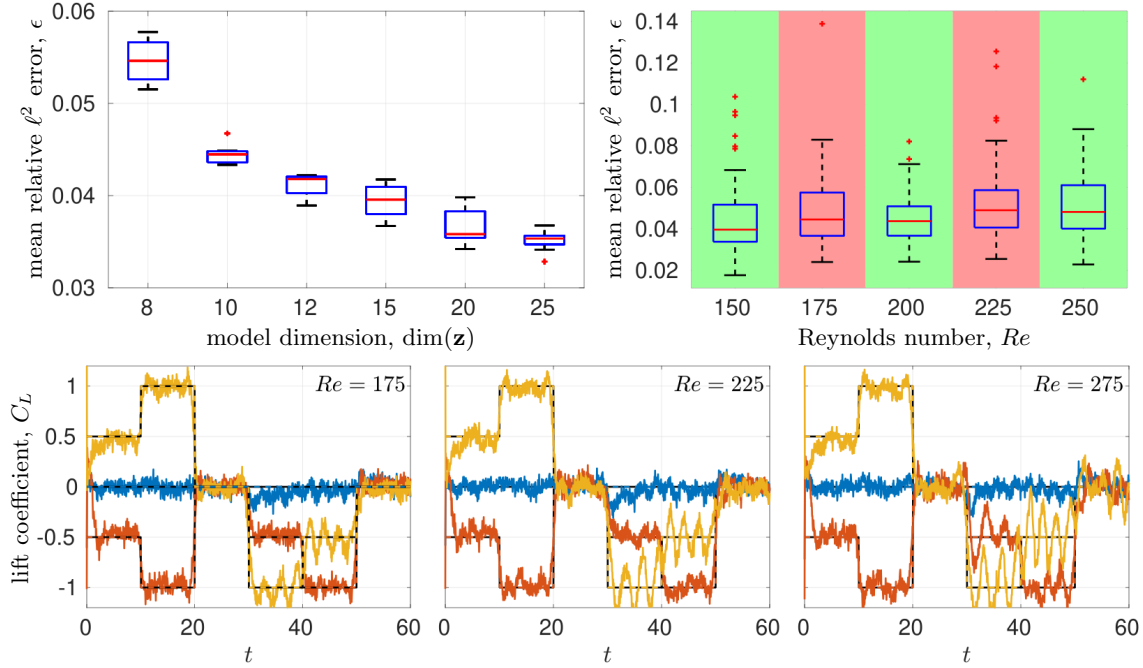 mean relative ℓ² error, ϵ
0.06
0.05
0.04
0.03
8 10 12 15 20 25
model dimension, dim(z)
mean relative ℓ² error, ϵ
0.14
0.12
0.1
0.08
0.06
0.04
0.02
150 175 200 225 250
Reynolds number, Re
lift coefficient, C_L
1
0.5
0
-0.5
-1
Re = 175
0 20 40 60
t
Re = 225
0 20 40 60
t
Re = 275
0 20 40 60
t